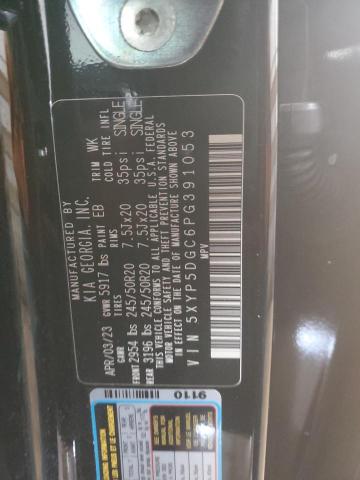 MANUFACTURED BY
KIA GEORGIA, INC.
APR/03/23 GVWR 5917 lbs PAINT EB TRIM WK
GAWR TIRES RIMS COLD TIRE INFL
FRONT 2954 lbs 245/50R20 7.5Jx20 35psi SINGLE
REAR 3196 lbs 245/50R20 7.5Jx20 35psi SINGLE
THIS VEHICLE CONFORMS TO ALL APPLICABLE U.S.A. FEDERAL
MOTOR VEHICLE SAFETY AND THEFT PREVENTION STANDARDS
IN EFFECT ON THE DATE OF MANUFACTURE SHOWN ABOVE.
VIN 5XYP5DGC6PG391053
MPV
9110